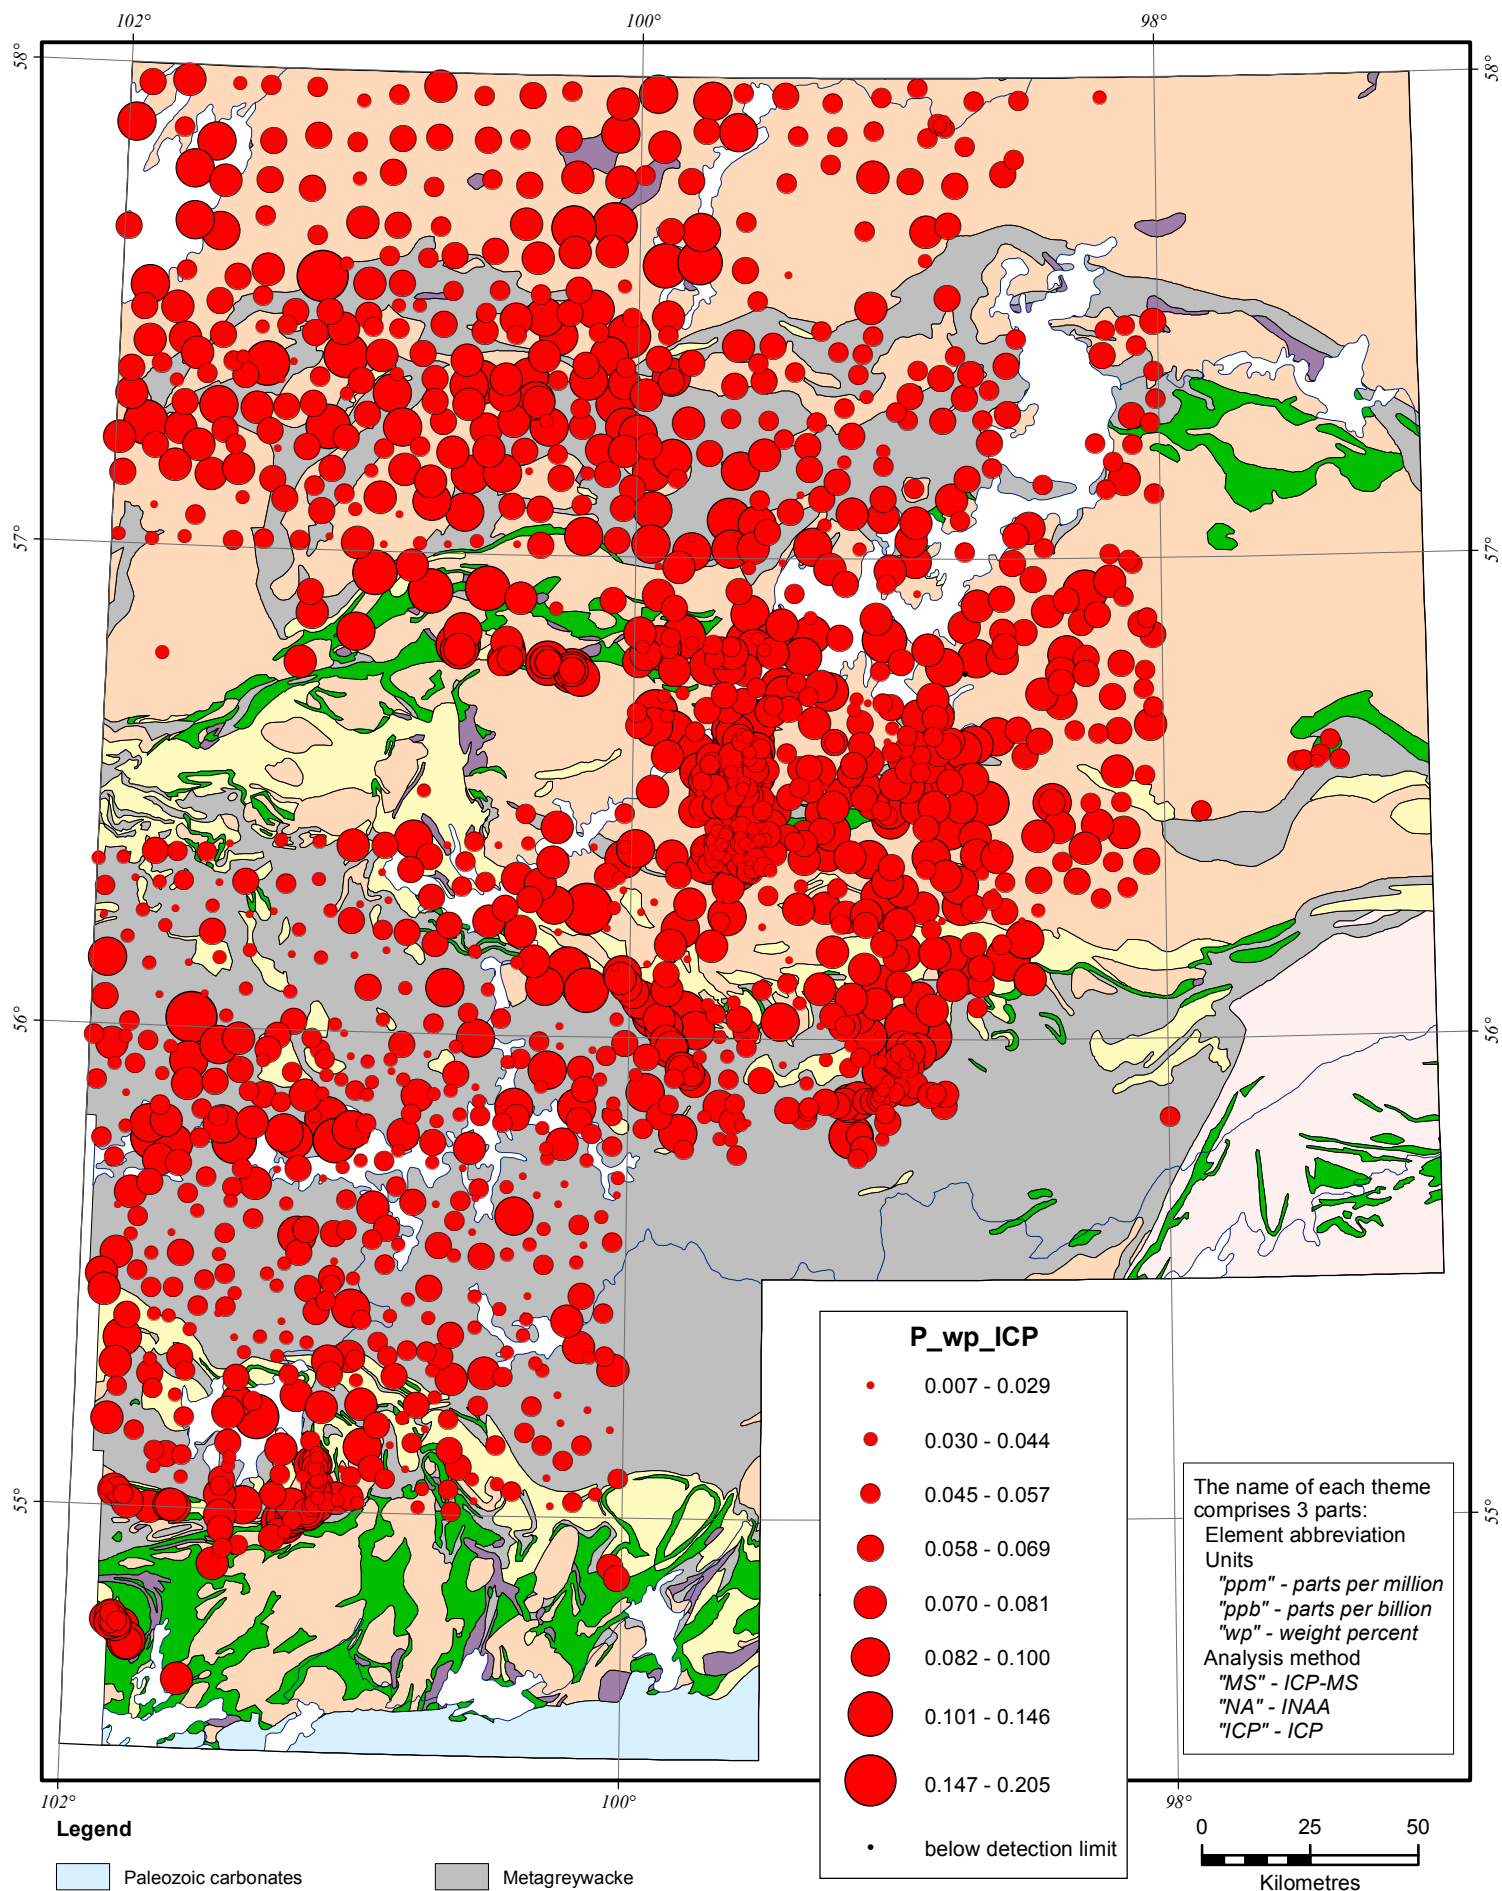 102° 100° 98°
58° 58°
57° 57°
56° 56°
55° 55°
P_wp_ICP
0.007 - 0.029
0.030 - 0.044
0.045 - 0.057
0.058 - 0.069
0.070 - 0.081
0.082 - 0.100
0.101 - 0.146
0.147 - 0.205
below detection limit
The name of each theme
comprises 3 parts:
Element abbreviation
Units
"ppm" - parts per million
"ppb" - parts per billion
"wp" - weight percent
Analysis method
"MS" - ICP-MS
"NA" - INAA
"ICP" - ICP
102° 100° 98°
Legend
Paleozoic carbonates
Metagreywacke
0 25 50
Kilometres